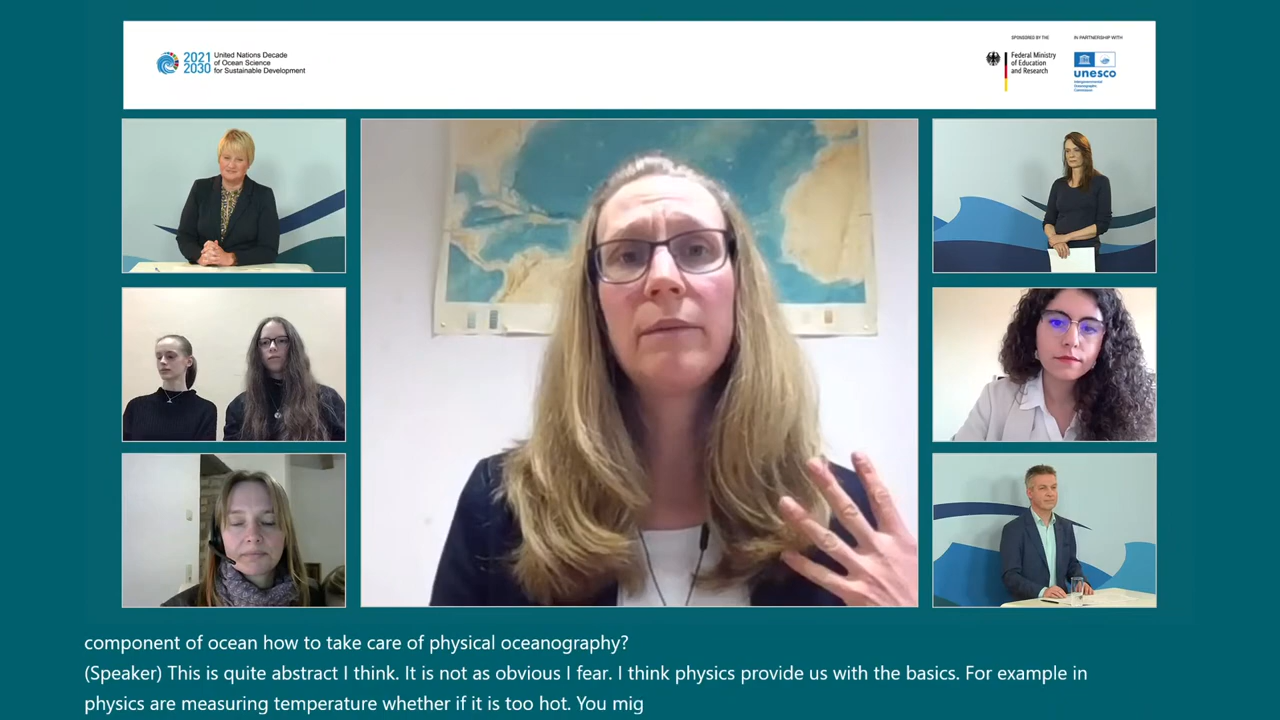 2021
2030
United Nations Decade
of Ocean Science
for Sustainable Development
SPONSORED BY THE
Federal Ministry
of Education
and Research
IN PARTNERSHIP WITH
unesco
Intergovernmental
Oceanographic
Commission
component of ocean how to take care of physical oceanography?
(Speaker) This is quite abstract I think. It is not as obvious I fear. I think physics provide us with the basics. For example in
physics are measuring temperature whether if it is too hot. You mig